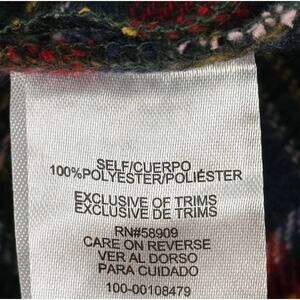 SELF/CUERPO
100%POLYESTER/POLIÉSTER
EXCLUSIVE OF TRIMS
EXCLUSIVE DE TRIMS
RN#58909
CARE ON REVERSE
VER AL DORSO
PARA CUIDADO
100-00108479